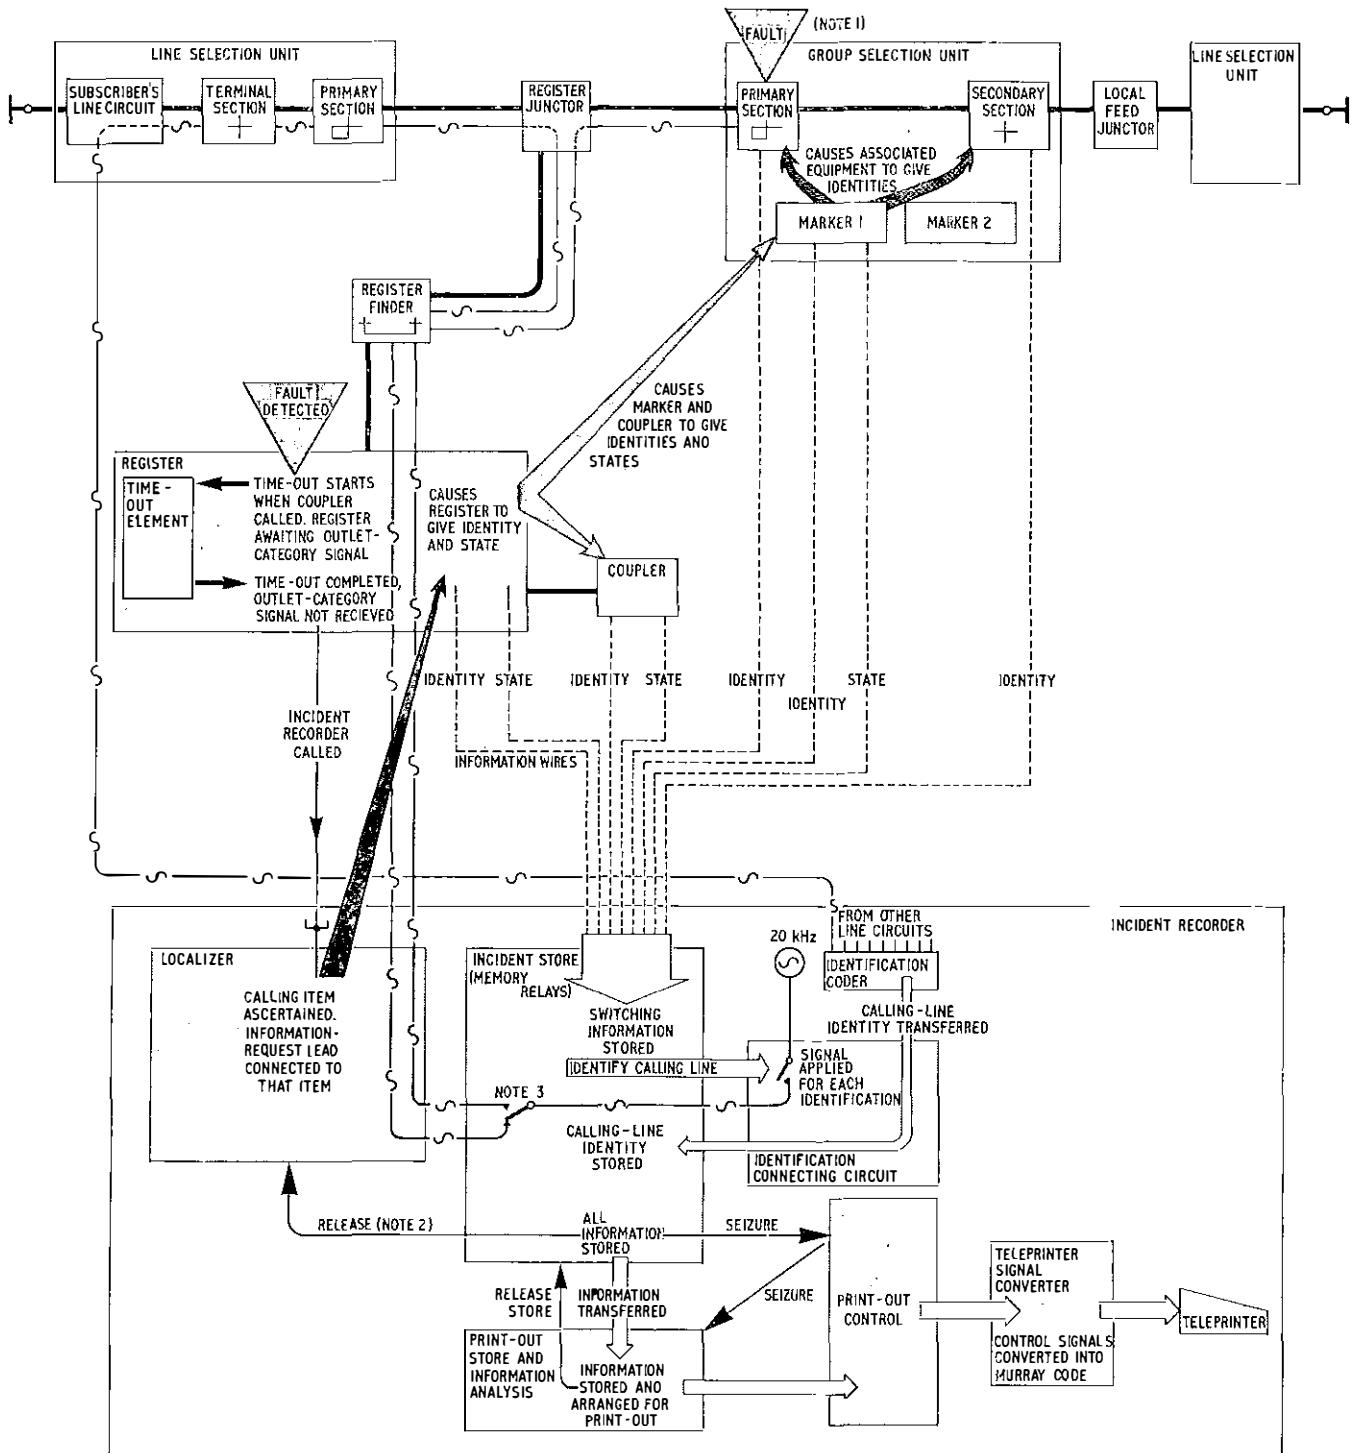 FAULT
(NOTE 1)
LINE SELECTION UNIT
GROUP SELECTION UNIT
LINE SELECTION
UNIT
SUBSCRIBER'S
LINE CIRCUIT
TERMINAL
SECTION
PRIMARY
SECTION
REGISTER
JUNCTOR
PRIMARY
SECTION
SECONDARY
SECTION
LOCAL
FEED
JUNCTOR
CAUSES ASSOCIATED
EQUIPMENT TO GIVE
IDENTITIES
MARKER 1
MARKER 2
REGISTER
FINDER
FAULT
DETECTED
CAUSES
MARKER AND
COUPLER TO GIVE
IDENTITIES AND
STATES
REGISTER
TIME-
OUT
ELEMENT
TIME-OUT STARTS
WHEN COUPLER
CALLED. REGISTER
AWAITING OUTLET-
CATEGORY SIGNAL
TIME-OUT COMPLETED,
OUTLET-CATEGORY
SIGNAL NOT RECIEVED
CAUSES
REGISTER TO
GIVE IDENTITY
AND STATE
COUPLER
IDENTITY
STATE
IDENTITY
STATE
IDENTITY
IDENTITY
STATE
IDENTITY
INCIDENT
RECORDER
CALLED
INFORMATION WIRES
INCIDENT RECORDER
FROM OTHER
LINE CIRCUITS
LOCALIZER
CALLING ITEM
ASCERTAINED.
INFORMATION-
REQUEST LEAD
CONNECTED TO
THAT ITEM
INCIDENT STORE
(MEMORY
RELAYS)
20 kHz
IDENTIFICATION
CODER
CALLING-LINE
IDENTITY TRANSFERRED
SWITCHING
INFORMATION
STORED
IDENTIFY CALLING LINE
SIGNAL
APPLIED
FOR EACH
IDENTIFICATION
NOTE 3
CALLING-LINE
IDENTITY
STORED
IDENTIFICATION
CONNECTING CIRCUIT
RELEASE (NOTE 2)
ALL
INFORMATION
STORED
SEIZURE
RELEASE
STORE
INFORMATION
TRANSFERRED
SEIZURE
PRINT-OUT
CONTROL
TELEPRINTER
SIGNAL
CONVERTER
CONTROL SIGNALS
CONVERTED INTO
MURRAY CODE
TELEPRINTER
PRINT-OUT
STORE AND
INFORMATION
ANALYSIS
INFORMATION
STORED AND
ARRANGED FOR
PRINT-OUT